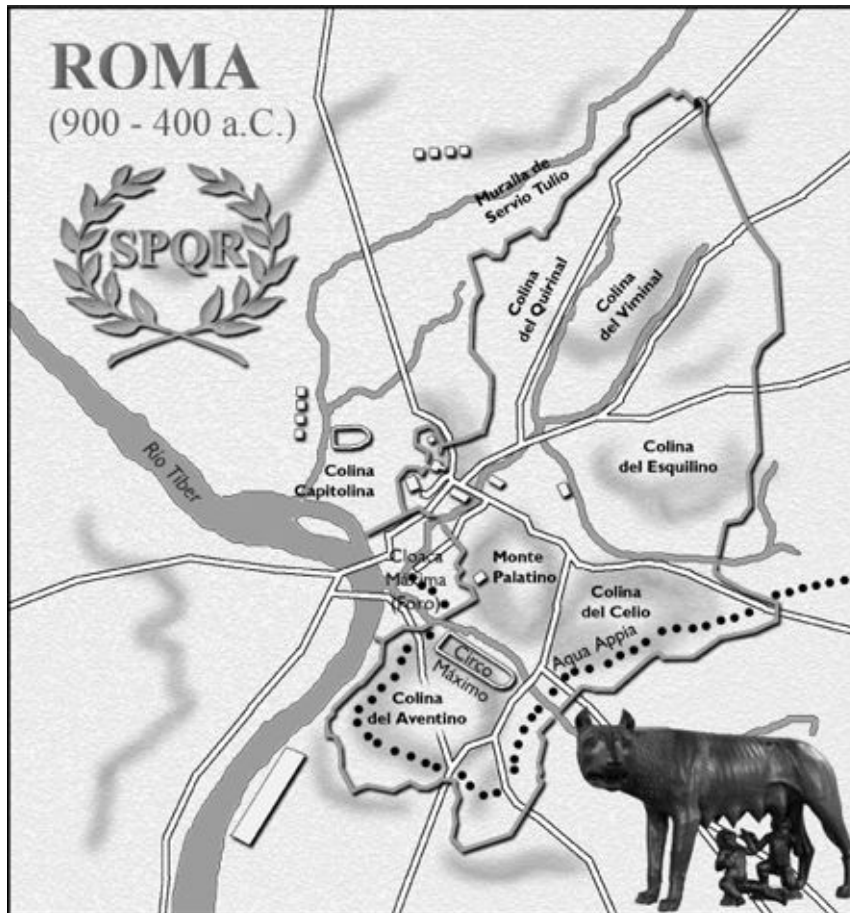 ROMA
(900 - 400 a.C.)
SPQR
Muralla de
Servio Tulio
Colina
del Quirinal
Colina
del Viminal
Colina
Capitolina
Río Tíber
Colina
del Esquilino
Cloaca
Máxima
(Foro)
Monte
Palatino
Colina
del Celio
Aqua Appia
Circo
Máximo
Colina
del Aventino